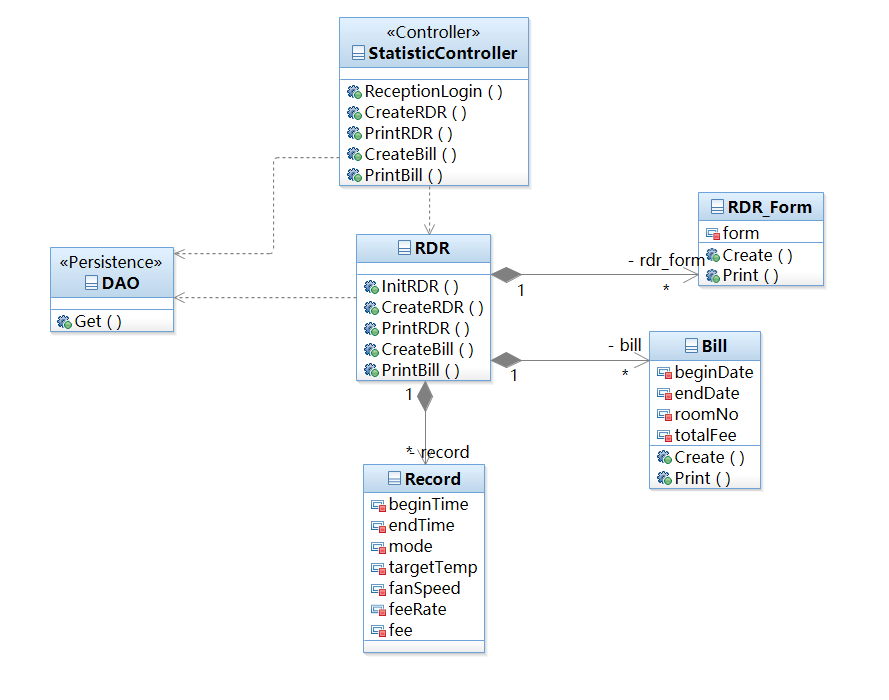 «Controller»
StatisticController
ReceptionLogin ( )
CreateRDR ( )
PrintRDR ( )
CreateBill ( )
PrintBill ( )
«Persistence»
DAO
Get ( )
RDR
InitRDR ( )
CreateRDR ( )
PrintRDR ( )
CreateBill ( )
PrintBill ( )
1
- rdr_form
*
RDR_Form
form
Create ( )
Print ( )
1
- bill
*
Bill
beginDate
endDate
roomNo
totalFee
Create ( )
Print ( )
1
*
- record
Record
beginTime
endTime
mode
targetTemp
fanSpeed
feeRate
fee